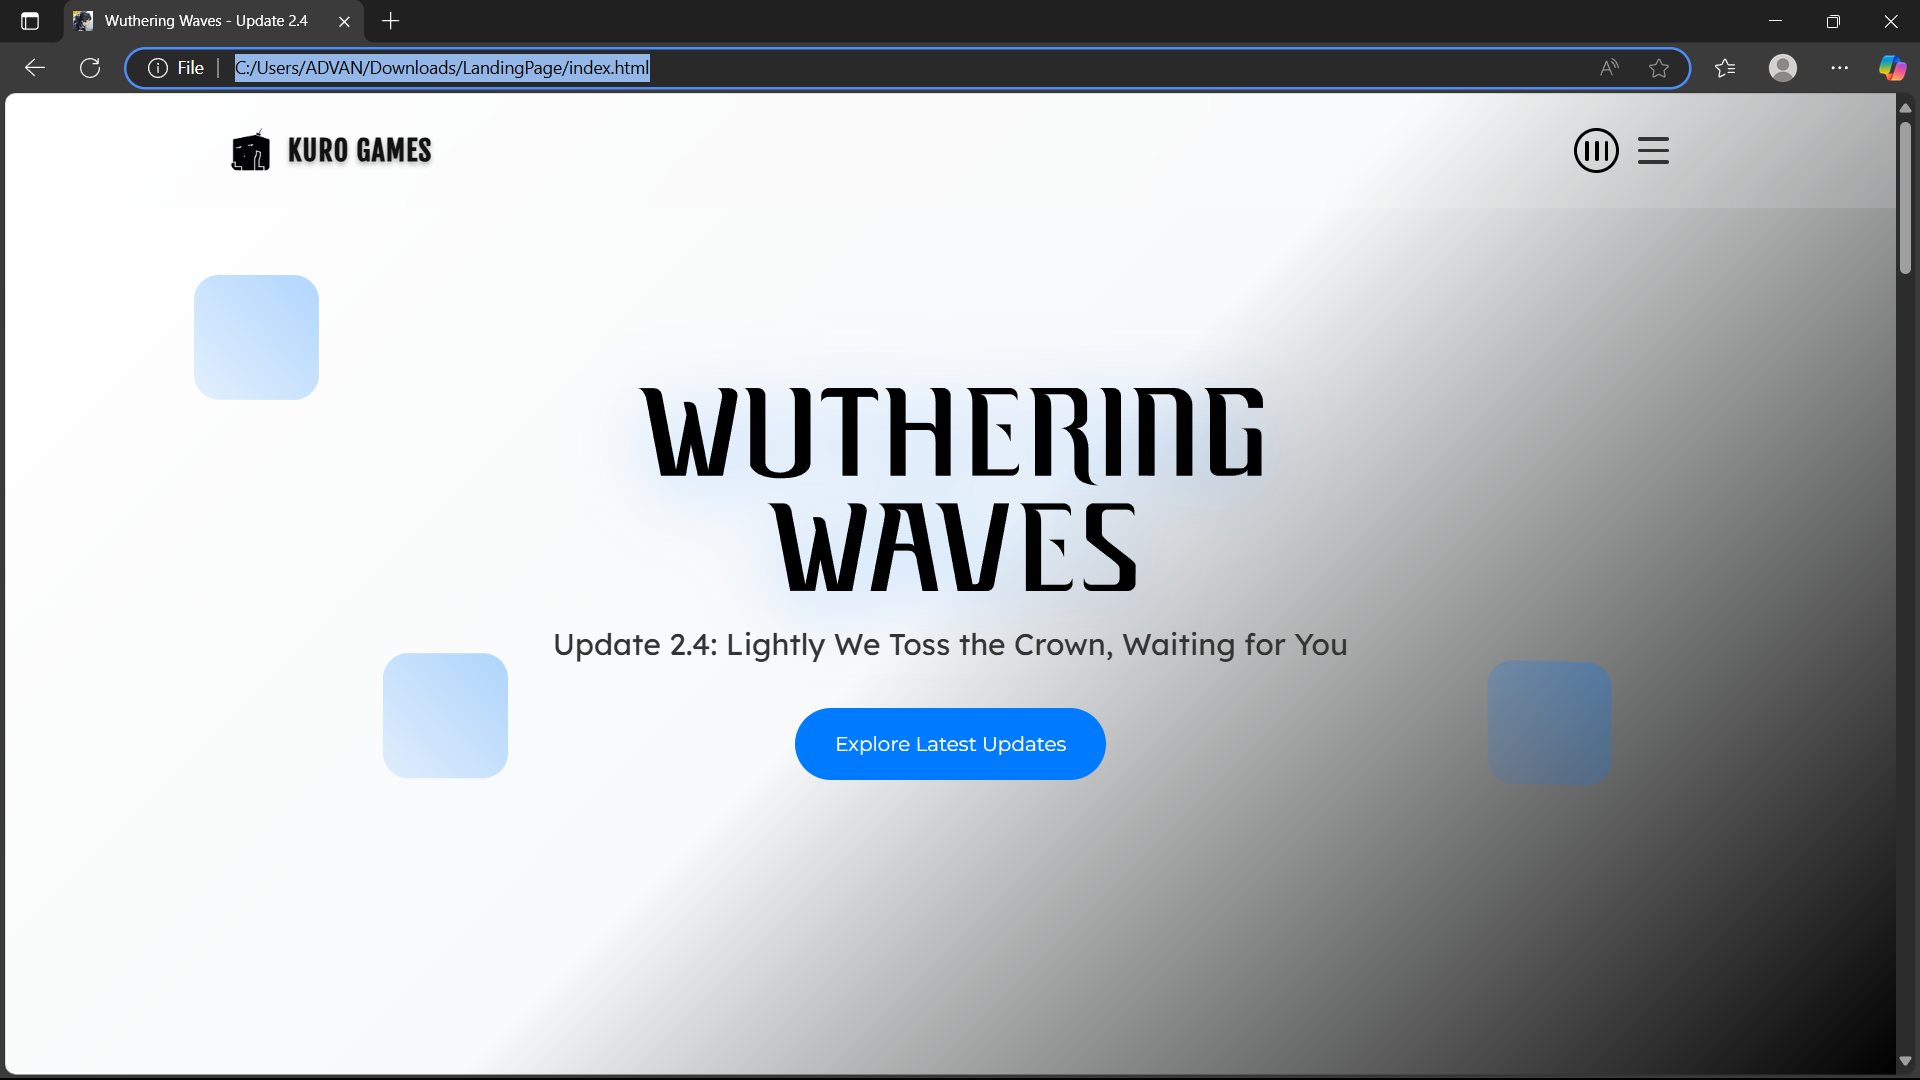 Wuthering Waves - Update 2.4
File
C:/Users/ADVAN/Downloads/LandingPage/index.html
KURO GAMES
WUTHERING
WAVES
Update 2.4: Lightly We Toss the Crown, Waiting for You
Explore Latest Updates